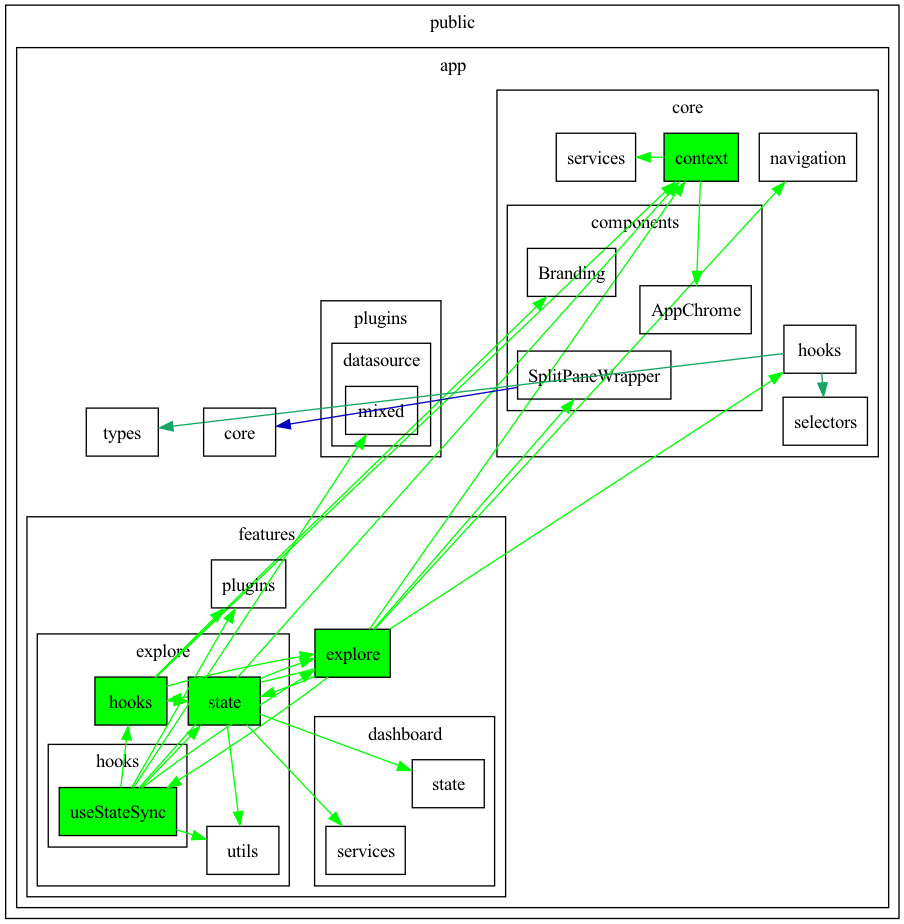 public
app
core
services
context
navigation
components
Branding
AppChrome
plugins
datasource
hooks
SplitPaneWrapper
mixed
types
core
selectors
features
plugins
explore
explore
hooks
state
dashboard
hooks
state
useStateSync
utils
services